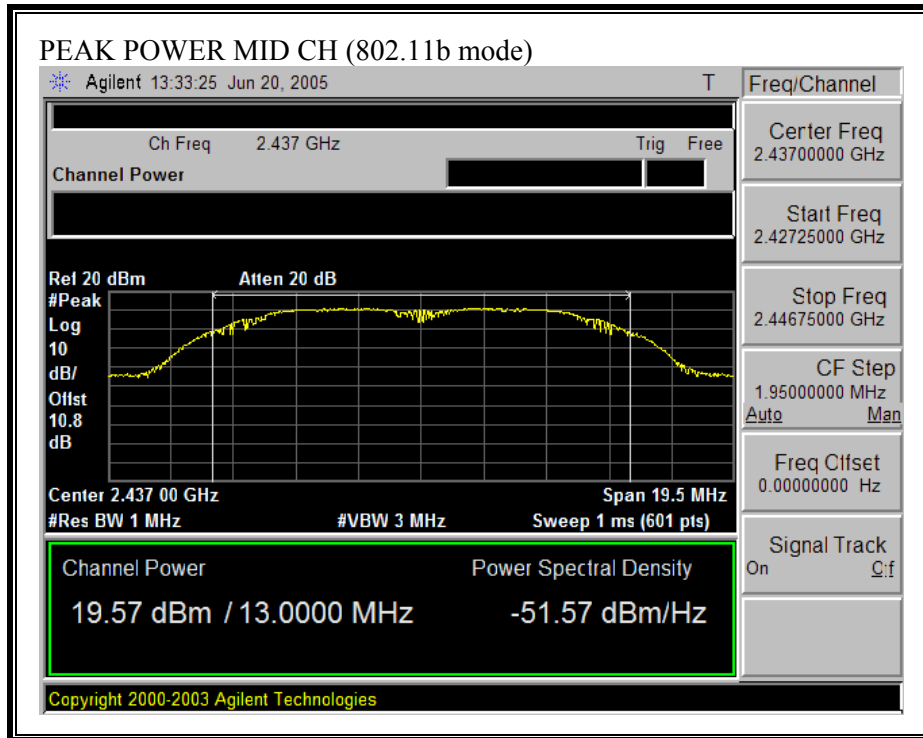 PEAK POWER MID CH (802.11b mode)
Agilent 13:33:25 Jun 20, 2005 T
Freq/Channel
Ch Freq 2.437 GHz Trig Free
Channel Power
Center Freq
2.43700000 GHz
Start Freq
2.42725000 GHz
Stop Freq
2.44675000 GHz
CF Step
1.95000000 MHz
Auto Man
Freq Offset
0.00000000 Hz
Signal Track
On Off
Ref 20 dBm Atten 20 dB
#Peak
Log
10
dB/
Offst
10.8
dB
Center 2.437 00 GHz Span 19.5 MHz
#Res BW 1 MHz #VBW 3 MHz Sweep 1 ms (601 pts)
Channel Power Power Spectral Density
19.57 dBm / 13.0000 MHz -51.57 dBm/Hz
Copyright 2000-2003 Agilent Technologies